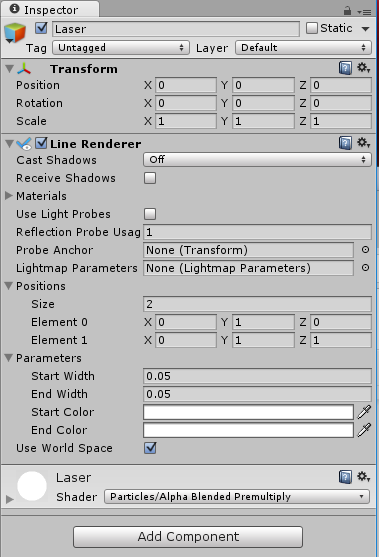 Inspector
Laser Static
Tag Untagged Layer Default
Transform
Position X 0 Y 0 Z 0
Rotation X 0 Y 0 Z 0
Scale X 1 Y 1 Z 1
Line Renderer
Cast Shadows Off
Receive Shadows
Materials
Use Light Probes
Reflection Probe Usag 1
Probe Anchor None (Transform)
Lightmap Parameters None (Lightmap Parameters)
Positions
Size 2
Element 0 X 0 Y 1 Z 0
Element 1 X 0 Y 1 Z 1
Parameters
Start Width 0.05
End Width 0.05
Start Color
End Color
Use World Space
Laser
Shader Particles/Alpha Blended Premultiply
Add Component